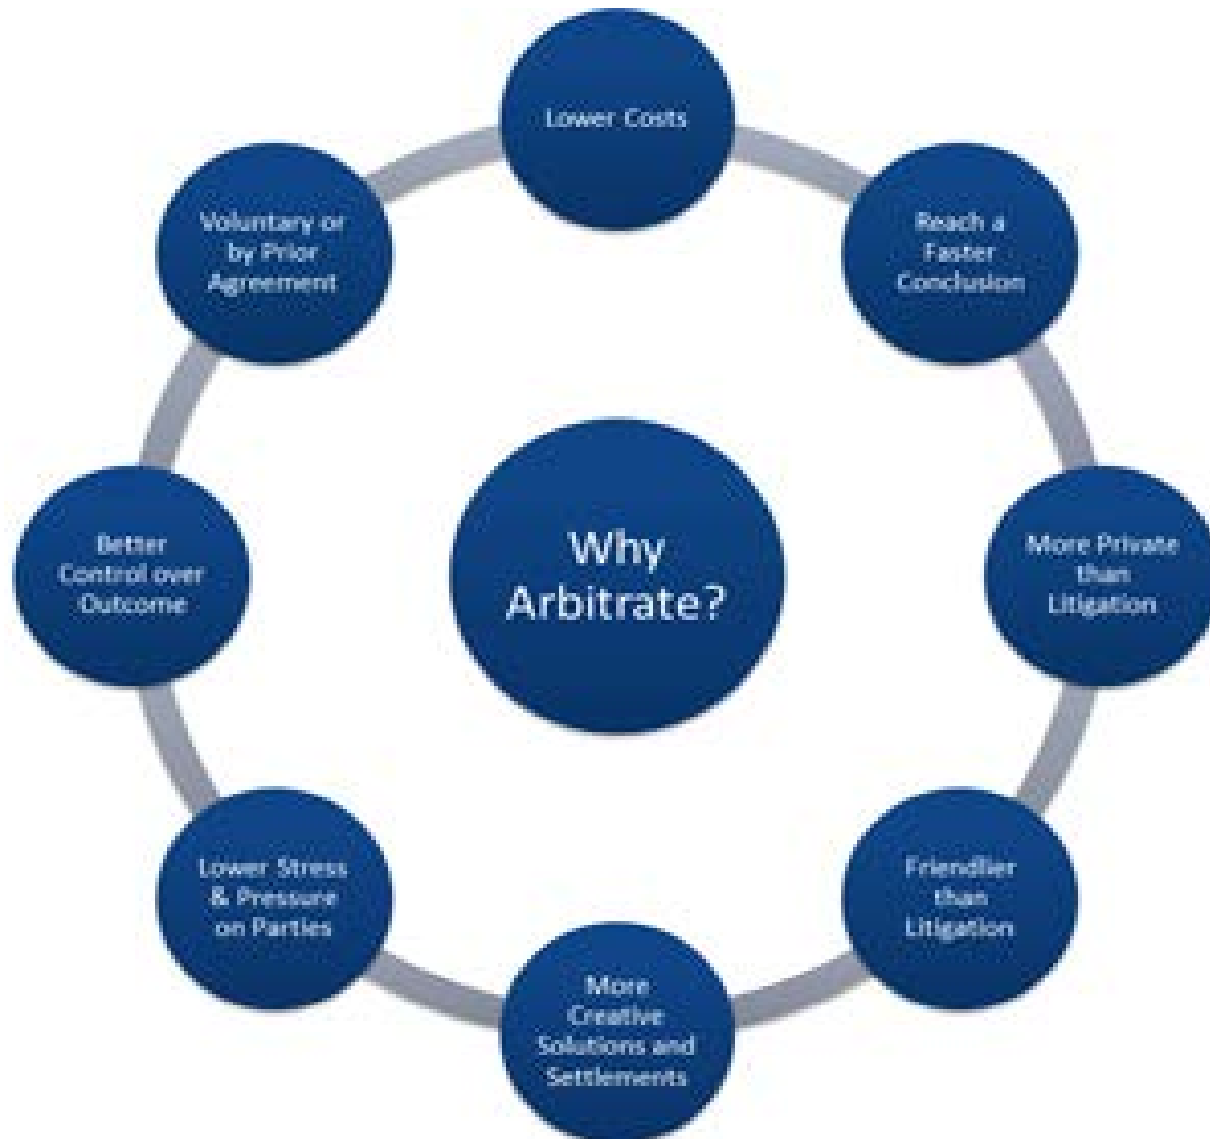 Lower Costs
Reach a
Faster
Conclusion
More Private
than
Litigation
Friendlier
than
Litigation
More
Creative
Solutions and
Settlements
Lower Stress
& Pressure
on Parties
Better
Control over
Outcome
Voluntary or
by Prior
Agreement
Why
Arbitrate?